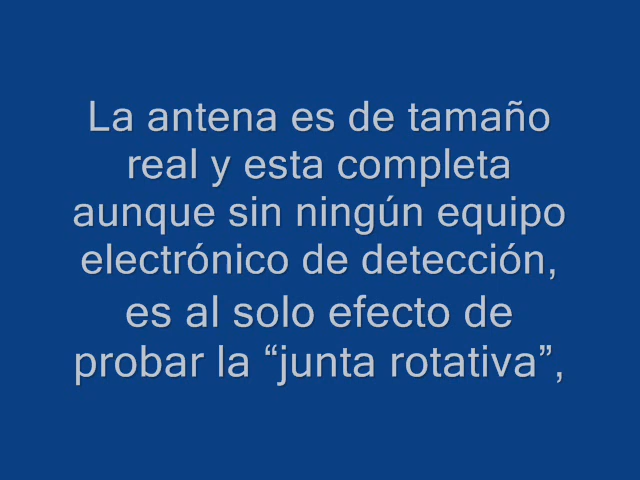 La antena es de tamaño
real y esta completa
aunque sin ningún equipo
electrónico de detección,
es al solo efecto de
probar la “junta rotativa”,